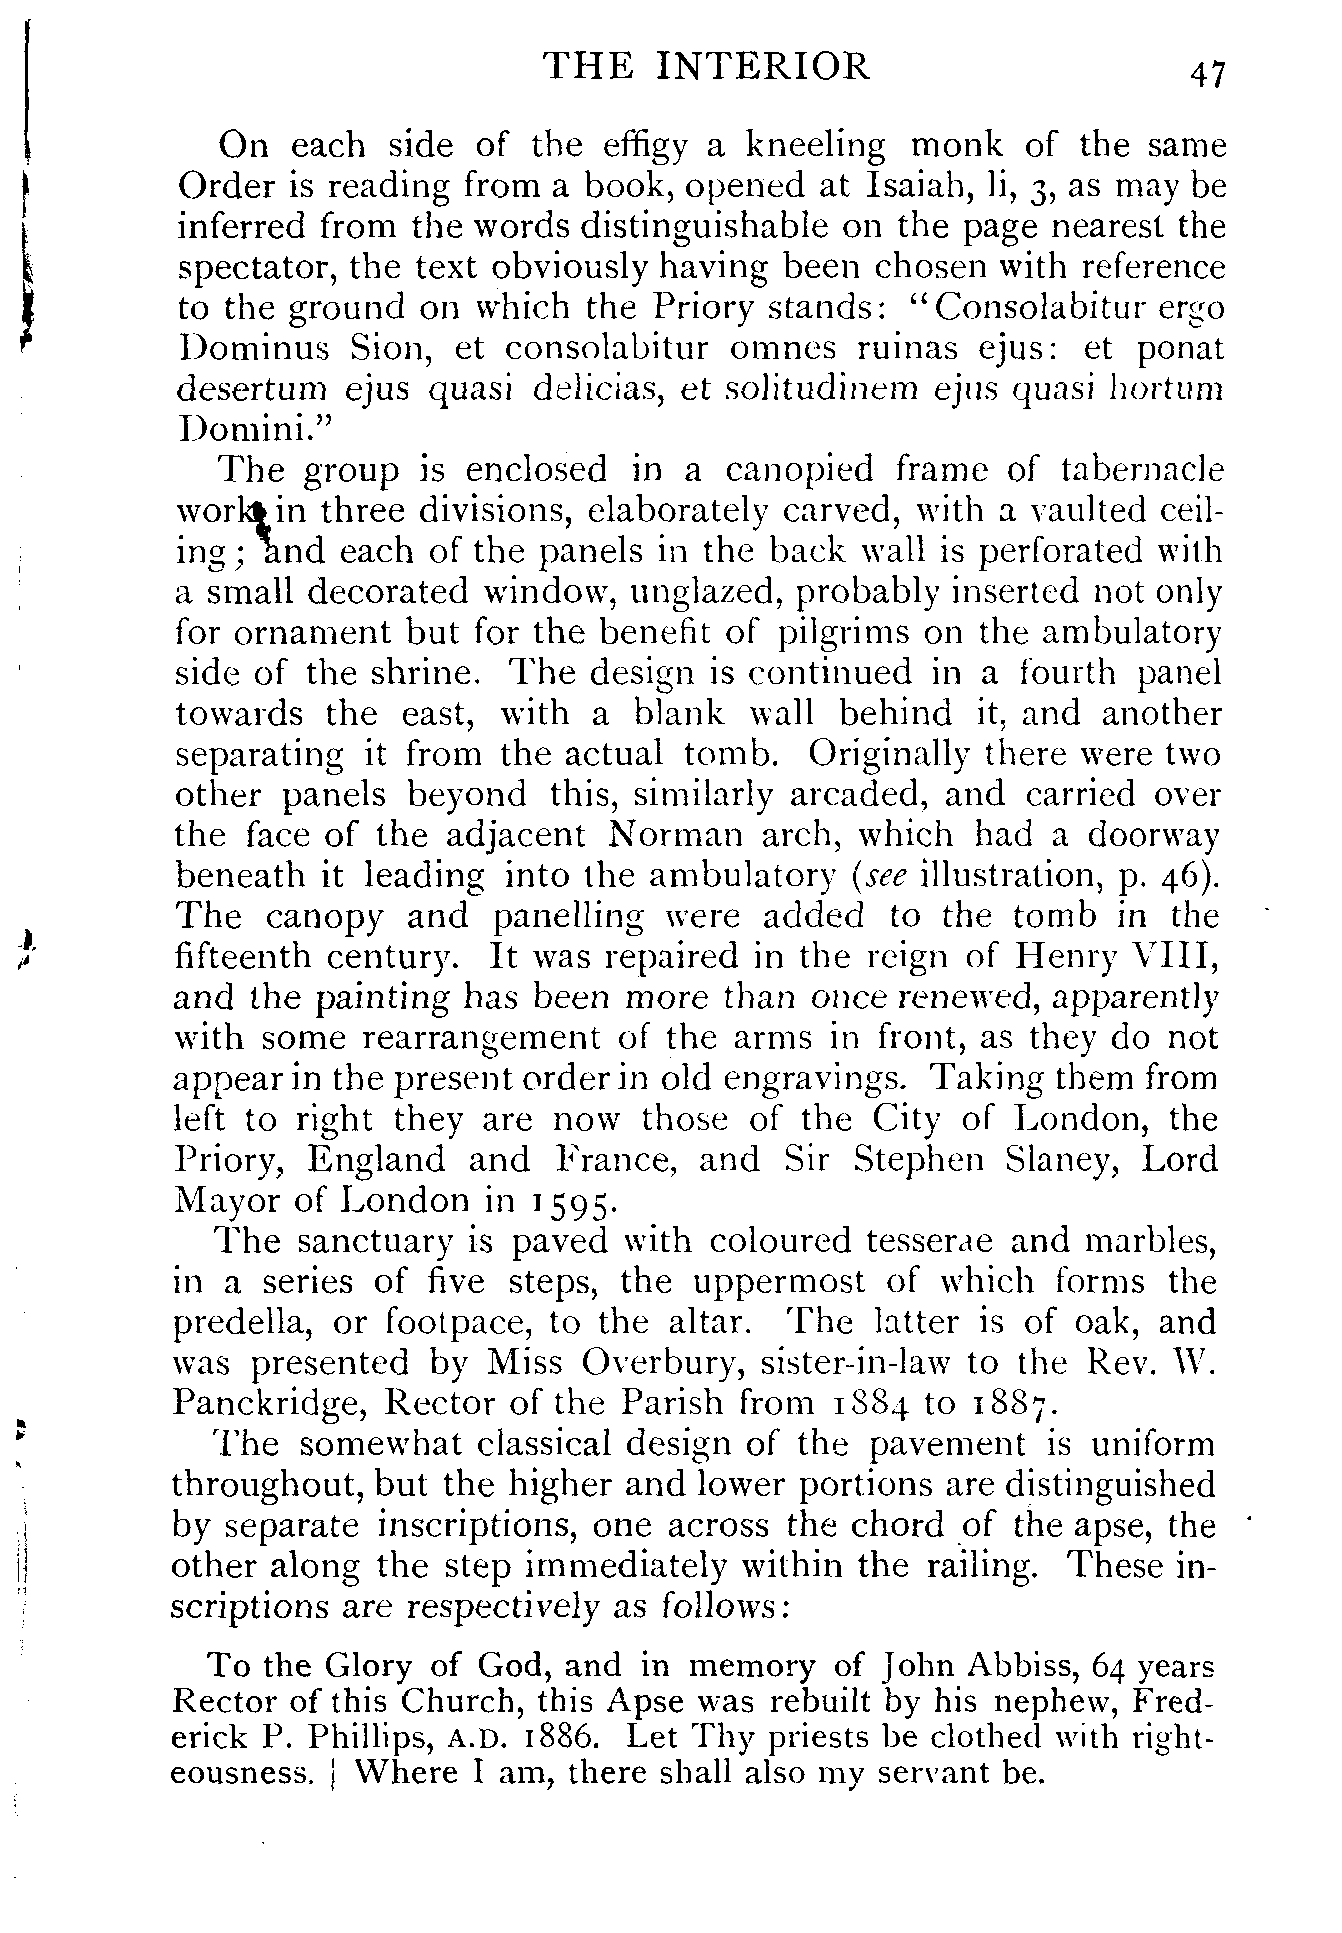 THE INTERIOR 47
On each side of the effigy a kneeling monk of the same
Order is reading from a book, opened at Isaiah, li, 3, as may be
inferred from the words distinguishable on the page nearest the
spectator, the text obviously having been chosen with reference
to the ground on which the Priory stands: “Consolabitur ergo
Dominus Sion, et consolabitur omnes ruinas ejus: et ponat
desertum ejus quasi delicias, et solitudinem ejus quasi hortum
Domini.”
The group is enclosed in a canopied frame of tabernacle
work in three divisions, elaborately carved, with a vaulted ceil-
ing; and each of the panels in the back wall is perforated with
a small decorated window, unglazed, probably inserted not only
for ornament but for the benefit of pilgrims on the ambulatory
side of the shrine. The design is continued in a fourth panel
towards the east, with a blank wall behind it, and another
separating it from the actual tomb. Originally there were two
other panels beyond this, similarly arcaded, and carried over
the face of the adjacent Norman arch, which had a doorway
beneath it leading into the ambulatory (see illustration, p. 46).
The canopy and panelling were added to the tomb in the
fifteenth century. It was repaired in the reign of Henry VIII,
and the painting has been more than once renewed, apparently
with some rearrangement of the arms in front, as they do not
appear in the present order in old engravings. Taking them from
left to right they are now those of the City of London, the
Priory, England and France, and Sir Stephen Slaney, Lord
Mayor of London in 1595.
The sanctuary is paved with coloured tesserae and marbles,
in a series of five steps, the uppermost of which forms the
predella, or footpace, to the altar. The latter is of oak, and
was presented by Miss Overbury, sister-in-law to the Rev. W.
Panckridge, Rector of the Parish from 1884 to 1887.
The somewhat classical design of the pavement is uniform
throughout, but the higher and lower portions are distinguished
by separate inscriptions, one across the chord of the apse, the
other along the step immediately within the railing. These in-
scriptions are respectively as follows:
To the Glory of God, and in memory of John Abbiss, 64 years
Rector of this Church, this Apse was rebuilt by his nephew, Fred-
erick P. Phillips, A.D. 1886. Let Thy priests be clothed with right-
eousness. | Where I am, there shall also my servant be.